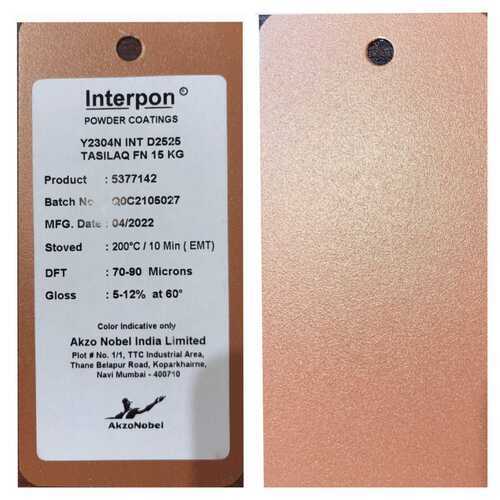 Interpon®
POWDER COATINGS
Y2304N INT D2525
TASILAQ FN 15 KG
Product : 5377142
Batch No : Q0C2105027
MFG. Date : 04/2022
Stoved : 200°C / 10 Min ( EMT)
DFT : 70-90 Microns
Gloss : 5-12% at 60°
Color Indicative only
Akzo Nobel India Limited
Plot # No. 1/1, TTC Industrial Area,
Thane Belapur Road, Koparkhairne,
Navi Mumbai - 400710
AkzoNobel